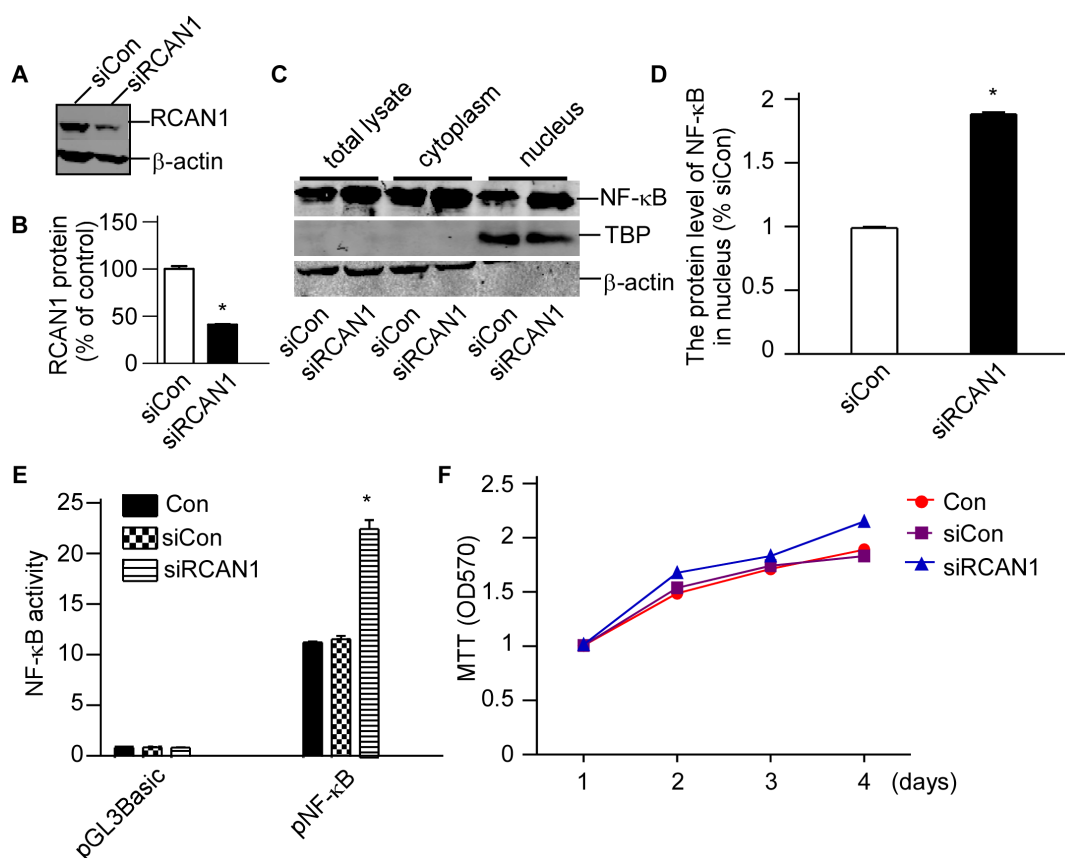 A
siCon
siRCAN1
RCAN1
β-actin
B
RCAN1 protein
(% of control)
150
100
50
0
*
siCon
siRCAN1
C
total lysate
cytoplasm
nucleus
NF-κB
TBP
β-actin
siCon
siRCAN1
siCon
siRCAN1
siCon
siRCAN1
D
The protein level of NF-κB
in nucleus (% siCon)
2
1.5
1
0.5
0
*
siCon
siRCAN1
E
NF-κB activity
25
20
15
10
5
0
Con
siCon
siRCAN1
*
pGL3Basic
pNF-κB
F
MTT (OD570)
2.5
2
1.5
1
0.5
0
1 2 3 4 (days)
Con
siCon
siRCAN1